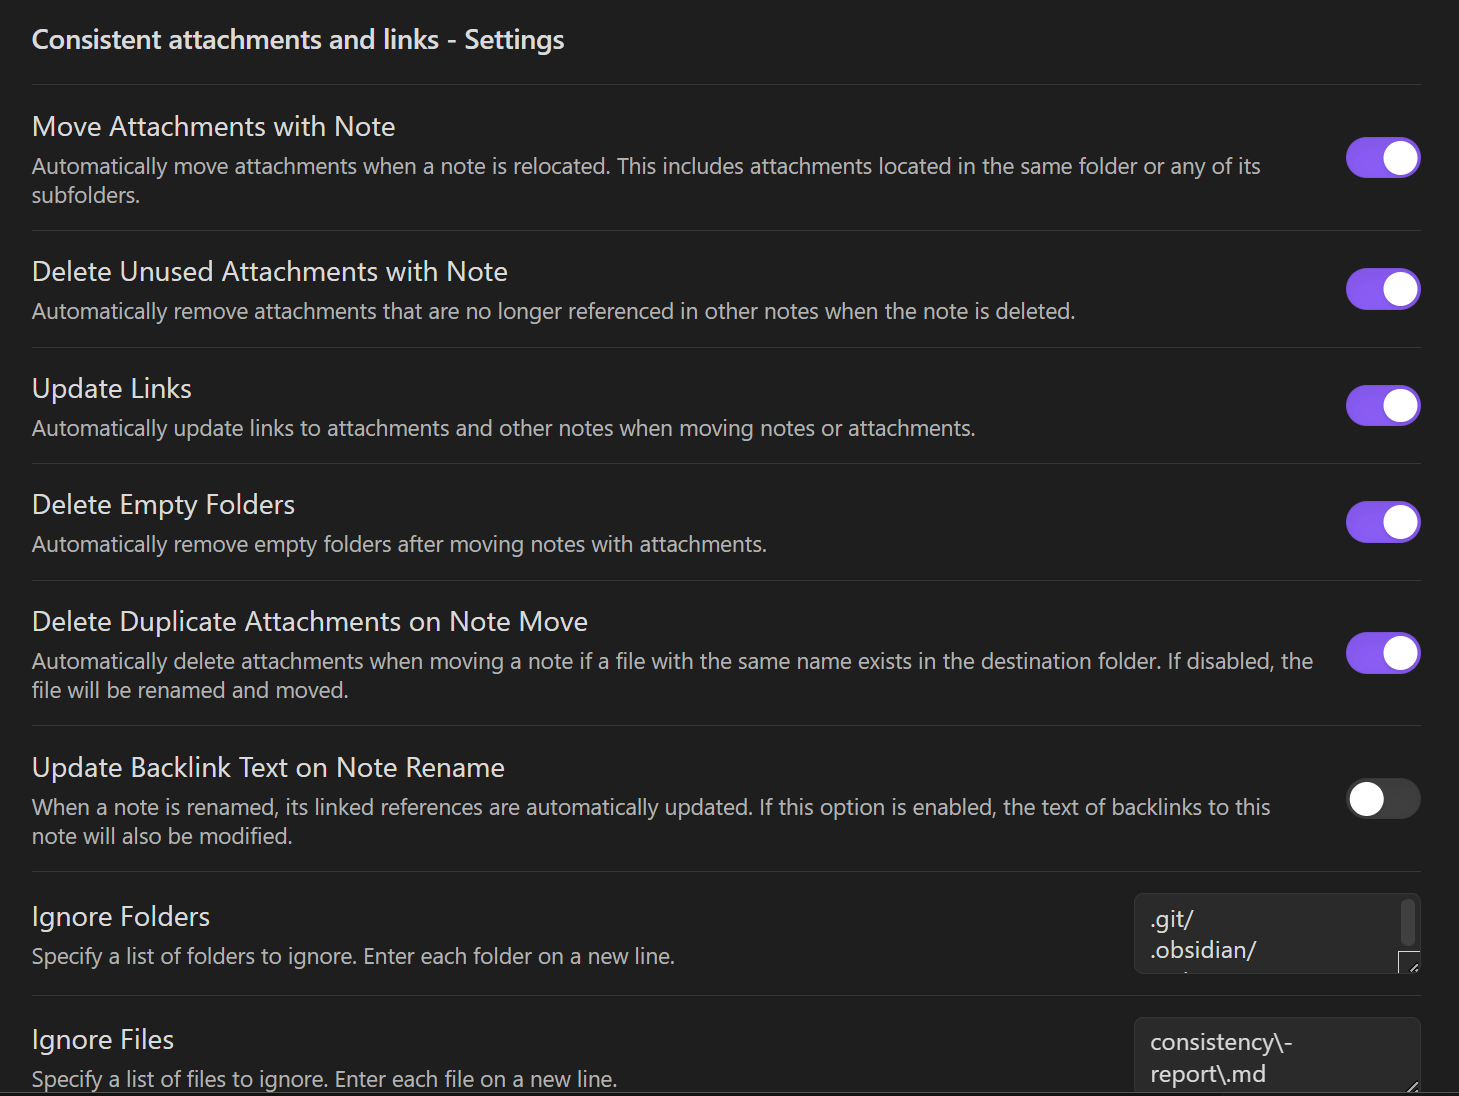 Consistent attachments and links - Settings
Move Attachments with Note
Automatically move attachments when a note is relocated. This includes attachments located in the same folder or any of its
subfolders.
Delete Unused Attachments with Note
Automatically remove attachments that are no longer referenced in other notes when the note is deleted.
Update Links
Automatically update links to attachments and other notes when moving notes or attachments.
Delete Empty Folders
Automatically remove empty folders after moving notes with attachments.
Delete Duplicate Attachments on Note Move
Automatically delete attachments when moving a note if a file with the same name exists in the destination folder. If disabled, the
file will be renamed and moved.
Update Backlink Text on Note Rename
When a note is renamed, its linked references are automatically updated. If this option is enabled, the text of backlinks to this
note will also be modified.
Ignore Folders
Specify a list of folders to ignore. Enter each folder on a new line.
.git/
.obsidian/
Ignore Files
Specify a list of files to ignore. Enter each file on a new line.
consistency\-
report\.md